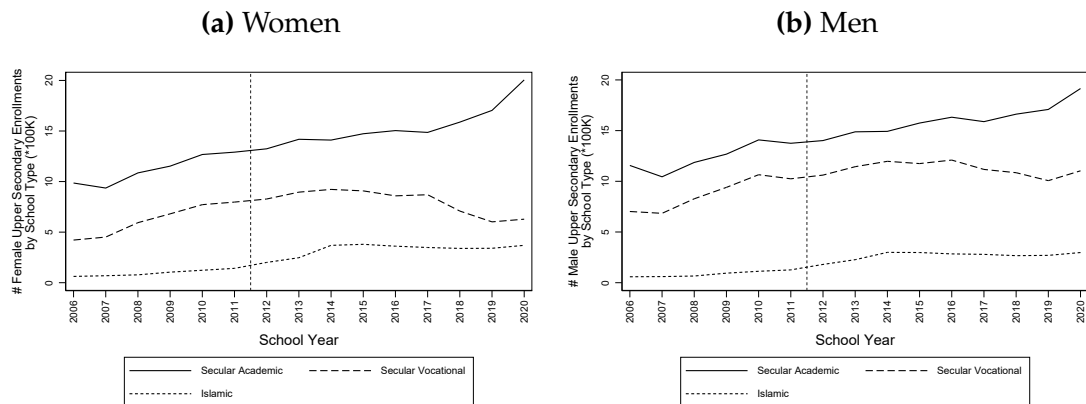 (a) Women
# Female Upper Secondary Enrollments
by School Type (*100K)
20
15
10
5
0
2006 2007 2008 2009 2010 2011 2012 2013 2014 2015 2016 2017 2018 2019 2020
School Year
Secular Academic Secular Vocational
Islamic
(b) Men
# Male Upper Secondary Enrollments
by School Type (*100K)
20
15
10
5
0
2006 2007 2008 2009 2010 2011 2012 2013 2014 2015 2016 2017 2018 2019 2020
School Year
Secular Academic Secular Vocational
Islamic